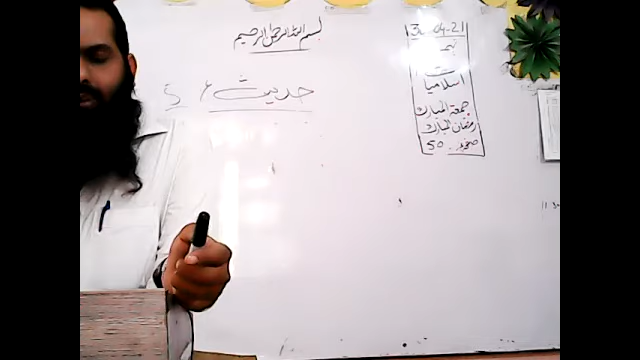 بسم اللہ الرحمن الرحیم
حدیث
30-04-21
اسلامیات
جمعۃ المبارک
رمضان المبارک
صفحہ .. 50